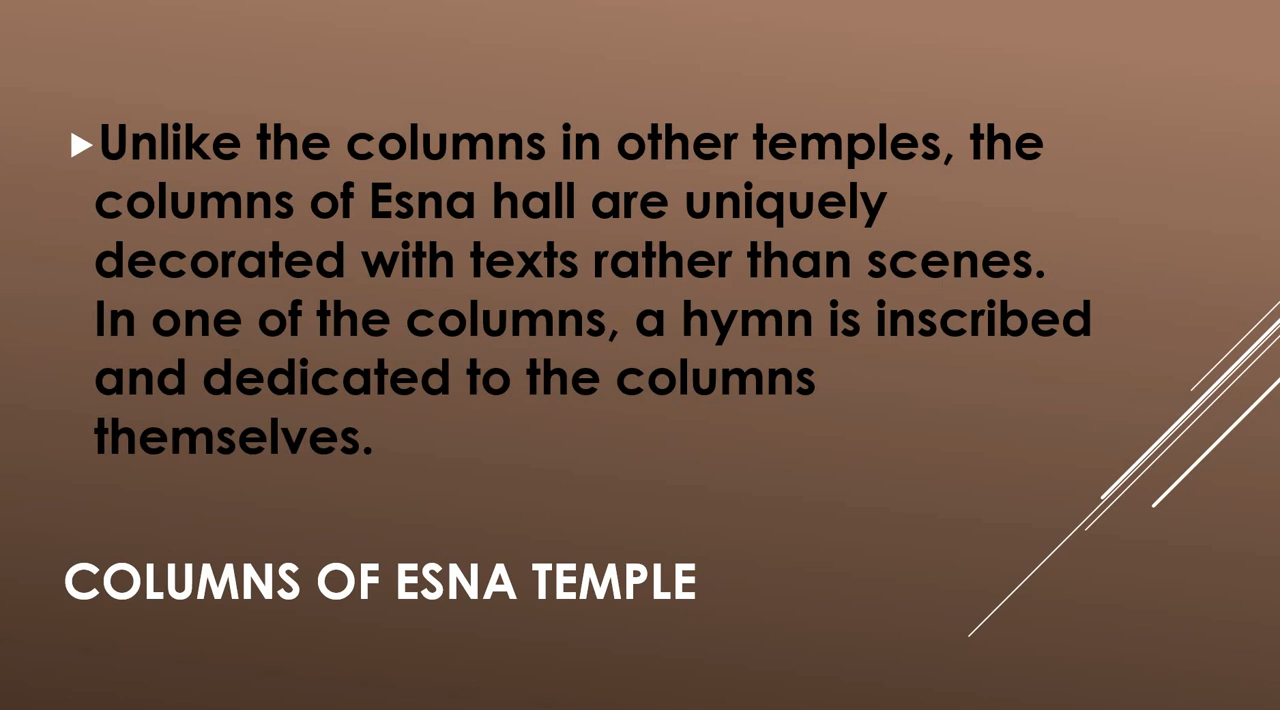 Unlike the columns in other temples, the
columns of Esna hall are uniquely
decorated with texts rather than scenes.
In one of the columns, a hymn is inscribed
and dedicated to the columns
themselves.
COLUMNS OF ESNA TEMPLE